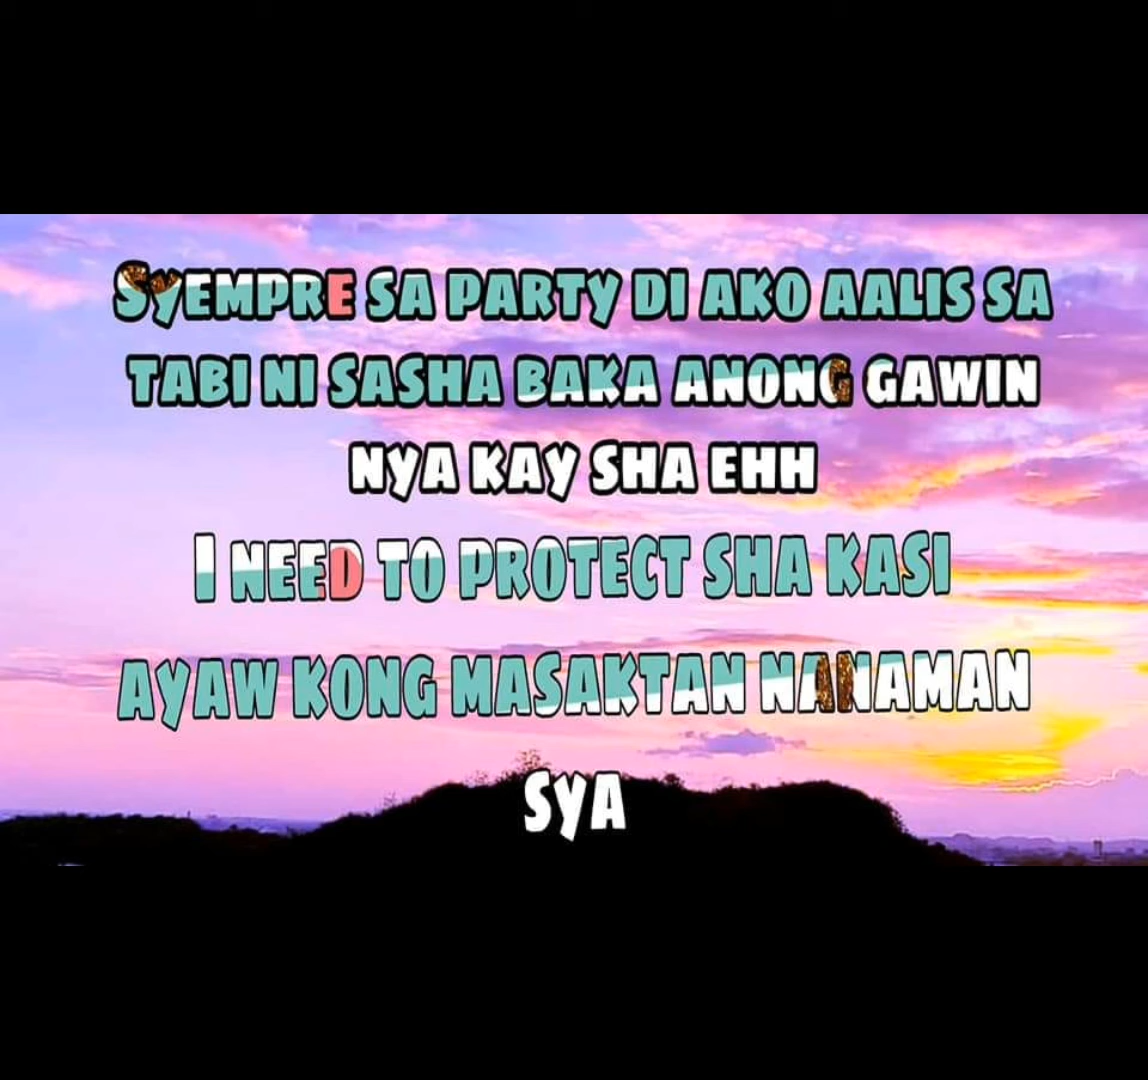 SYEMPRE SA PARTY DI AKO AALIS SA
TABI NI SASHA BAKA ANONG GAWIN
NYA KAY SHA EHH
I NEED TO PROTECT SHA KASI
AYAW KONG MASAKTAN NANAMAN
SYA